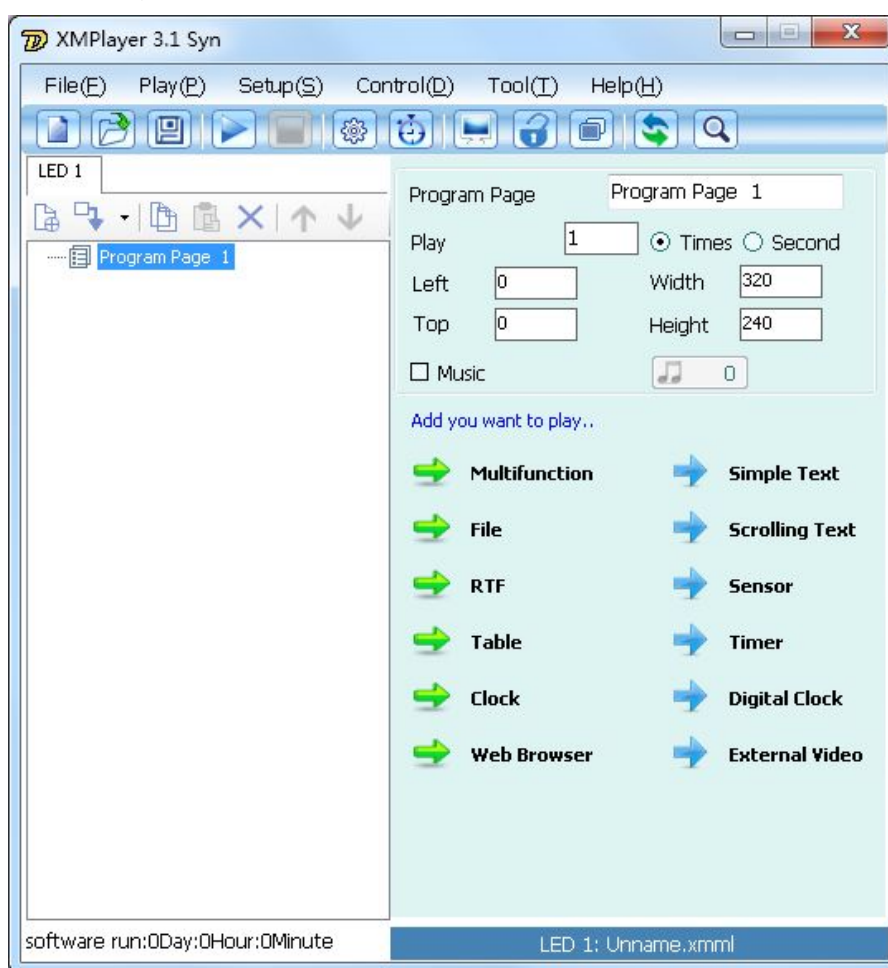 XMPlayer 3.1 Syn
File(F) Play(P) Setup(S) Control(D) Tool(T) Help(H)
LED 1
Program Page 1
Program Page Program Page 1
Play 1 Times Second
Left 0 Width 320
Top 0 Height 240
Music 0
Add you want to play..
Multifunction Simple Text
File Scrolling Text
RTF Sensor
Table Timer
Clock Digital Clock
Web Browser External Video
software run:0Day:0Hour:0Minute
LED 1: Unname.xmml